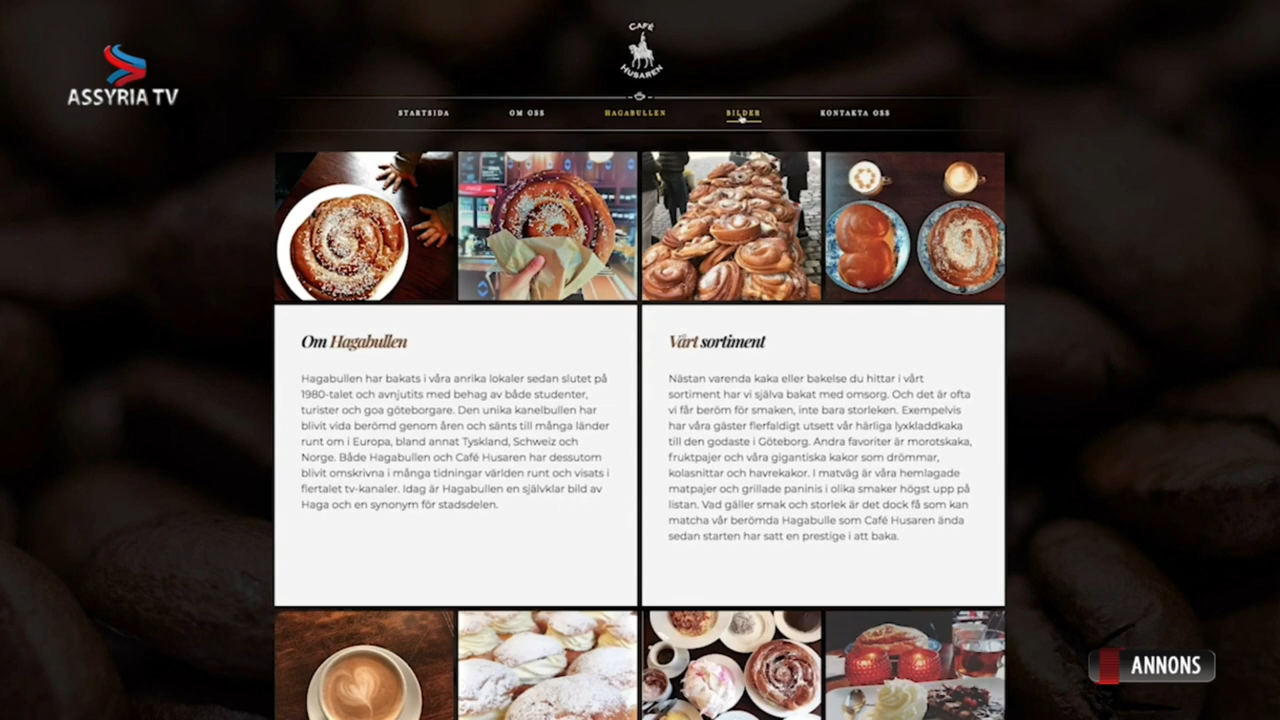 CAFÉ
HUSAREN
ASSYRIA TV
STARTSIDA OM OSS HAGABULLEN BILDER KONTAKTA OSS
Om Hagabullen
Hagabullen har bakats i våra anrika lokaler sedan slutet på
1980-talet och avnjutits med behag av både studenter,
turister och goa göteborgare. Den unika kanelbullen har
blivit vida berömd genom åren och sänts till många länder
runt om i Europa, bland annat Tyskland, Schweiz och
Norge. Både Hagabullen och Café Husaren har dessutom
blivit omskrivna i många tidningar världen runt och visats i
flertalet tv-kanaler. Idag är Hagabullen en självklar bild av
Haga och en synonym för stadsdelen.
Vårt sortiment
Nästan varenda kaka eller bakelse du hittar i vårt
sortiment har vi själva bakat med omsorg. Och det är ofta
vi får beröm för smaken, inte bara storleken. Exempelvis
har våra gäster flerfaldigt utsett vår härliga lyxkladdkaka
till den godaste i Göteborg. Andra favoriter är morotskaka,
fruktpajer och våra gigantiska kakor som drömmar,
kolasnittar och havrekakor. I matväg är våra hemlagade
matpajer och grillade paninis i olika smaker högst upp på
listan. Vad gäller smak och storlek är det dock få som kan
matcha vår berömda Hagabulle som Café Husaren ända
sedan starten har satt en prestige i att baka.
ANNONS